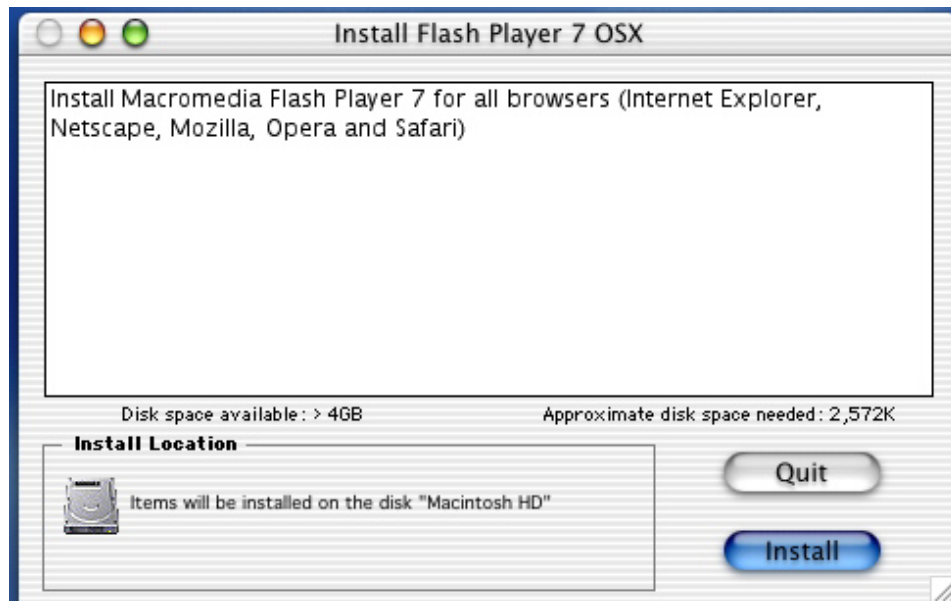 Install Flash Player 7 OSX
Install Macromedia Flash Player 7 for all browsers (Internet Explorer,
Netscape, Mozilla, Opera and Safari)
Disk space available: > 4GB
Approximate disk space needed: 2,572K
Install Location
Items will be installed on the disk "Macintosh HD"
Quit
Install